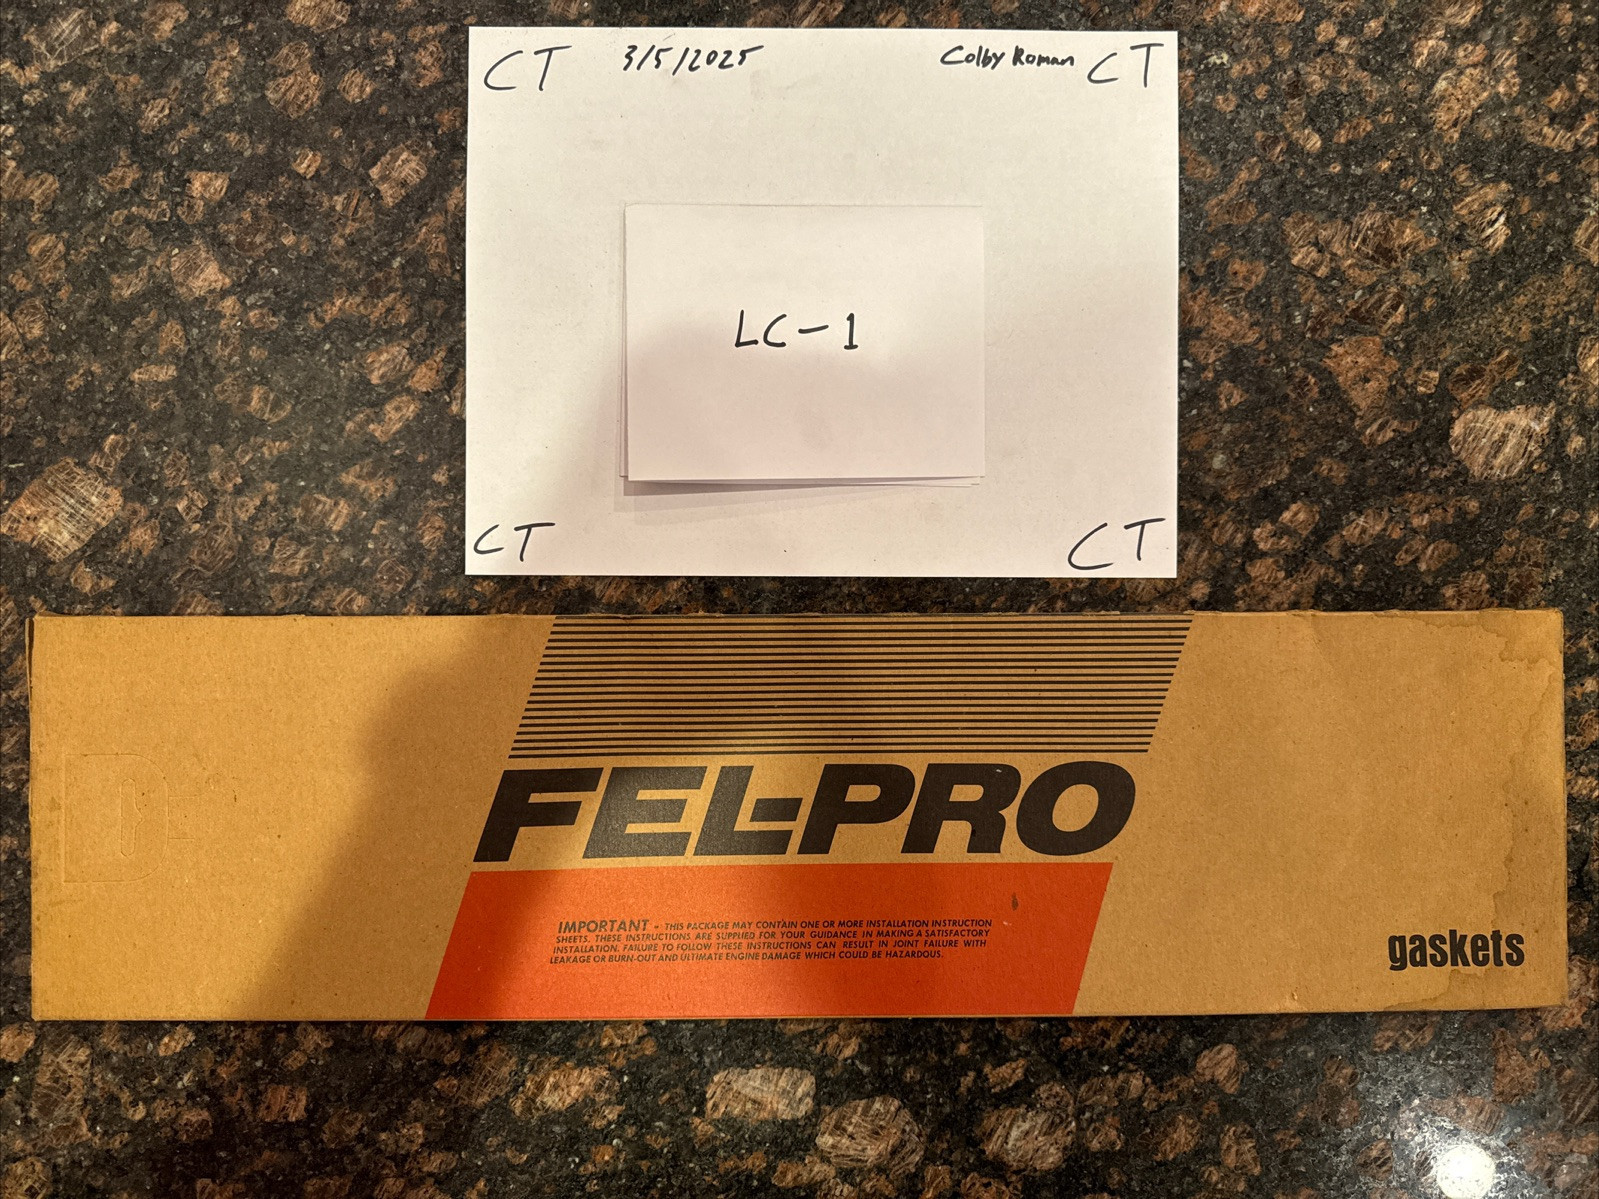 CT 3/5/2025 Colby Roman CT
LC-1
CT CT
FEL-PRO
IMPORTANT - THIS PACKAGE MAY CONTAIN ONE OR MORE INSTALLATION INSTRUCTION
SHEETS. THESE INSTRUCTIONS ARE SUPPLIED FOR YOUR GUIDANCE IN MAKING A SATISFACTORY
INSTALLATION. FAILURE TO FOLLOW THESE INSTRUCTIONS CAN RESULT IN JOINT FAILURE WITH
LEAKAGE OR BURN-OUT AND ULTIMATE ENGINE DAMAGE WHICH COULD BE HAZARDOUS.
gaskets